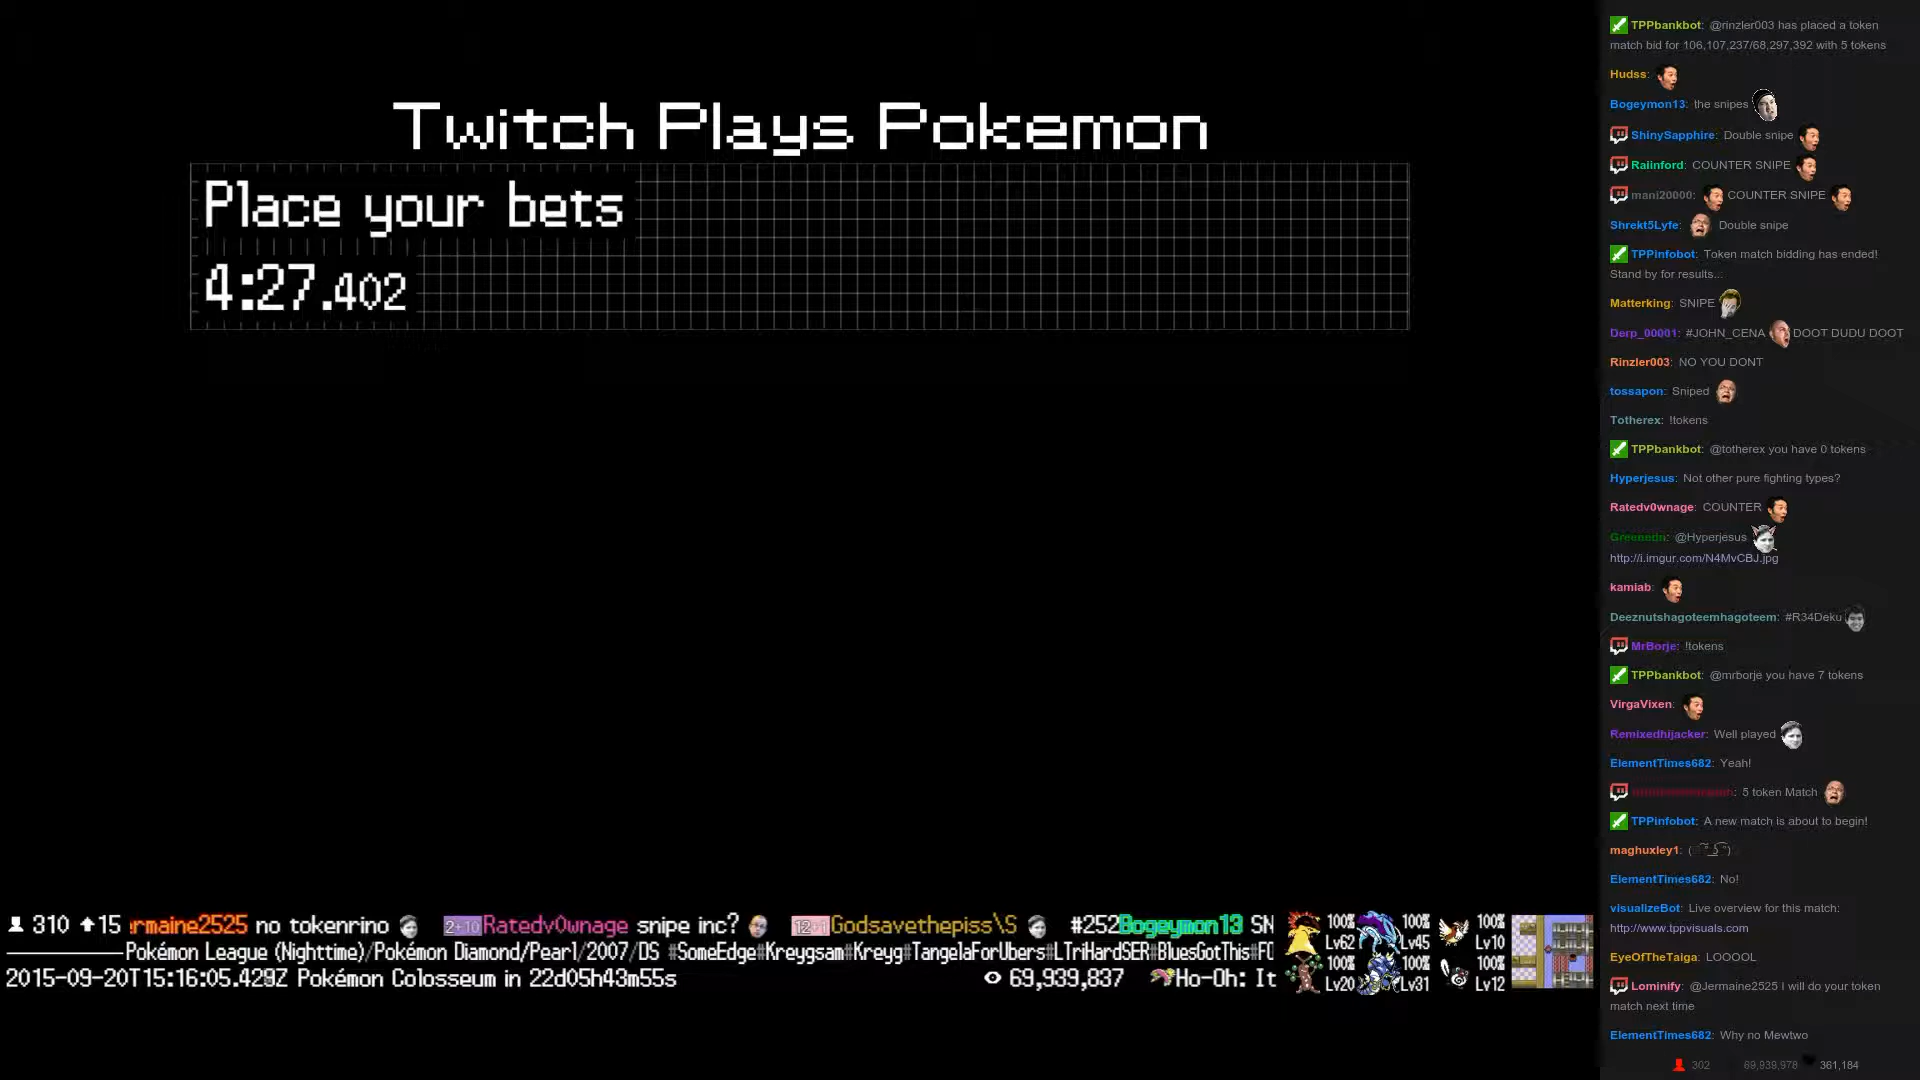 Twitch Plays Pokemon
Place your bets
4:27.402
310 15 ermaine2525 no tokenrino 2+10 RatedvOwnage snipe inc? 12+1 Godsavethepiss\S #252 Bogeymon13 SN
Pokémon League (Nighttime)/Pokémon Diamond/Pearl/2007/DS #SomeEdge#Kreygsam#Kreyg#TangelaForUbers#LTriHardSER#BluesGotThis#FO
2015-09-20T15:16:05.429Z Pokémon Colosseum in 22d05h43m55s 69,939,837 Ho-Oh: It
100% 100% 100%
Lv62 Lv45 Lv10
100% 100% 100%
Lv20 Lv31 Lv12
TPPbankbot: @rinzler003 has placed a token
match bid for 106,107,237/68,297,392 with 5 tokens
Hudss:
Bogeymon13: the snipes
ShinySapphire: Double snipe
Raiinford: COUNTER SNIPE
mani20000: COUNTER SNIPE
Shrekt5Lyfe: Double snipe
TPPinfobot: Token match bidding has ended!
Stand by for results...
Matterking: SNIPE
Derp_00001: #JOHN_CENA DOOT DUDU DOOT
Rinzler003: NO YOU DONT
tossapon: Sniped
Totherex: !tokens
TPPbankbot: @totherex you have 0 tokens
Hyperjesus: Not other pure fighting types?
Ratedv0wnage: COUNTER
Greenedn: @Hyperjesus
http://i.imgur.com/N4MvCBJ.jpg
kamiab:
Deeznutshagoteemhagoteem: #R34Deku
MrBorje: !tokens
TPPbankbot: @mrborje you have 7 tokens
VirgaVixen:
Remixedhijacker: Well played
ElementTimes682: Yeah!
: 5 token Match
TPPinfobot: A new match is about to begin!
maghuxley1:
ElementTimes682: No!
visualizeBot: Live overview for this match:
http://www.tppvisuals.com
EyeOfTheTaiga: LOOOOL
Lominify: @Jermaine2525 I will do your token
match next time
ElementTimes682: Why no Mewtwo
302 69,939,978 361,184